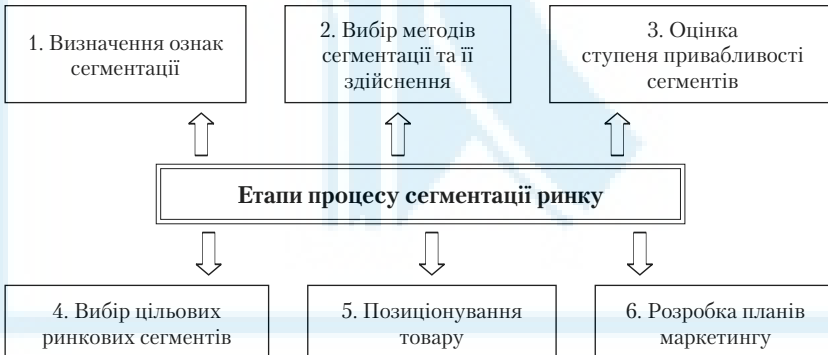 1. Визначення ознак
сегментації
2. Вибір методів
сегментації та її
здійснення
3. Оцінка
ступеня привабливості
сегментів
Етапи процесу сегментації ринку
4. Вибір цільових
ринкових сегментів
5. Позиціонування
товару
6. Розробка планів
маркетингу